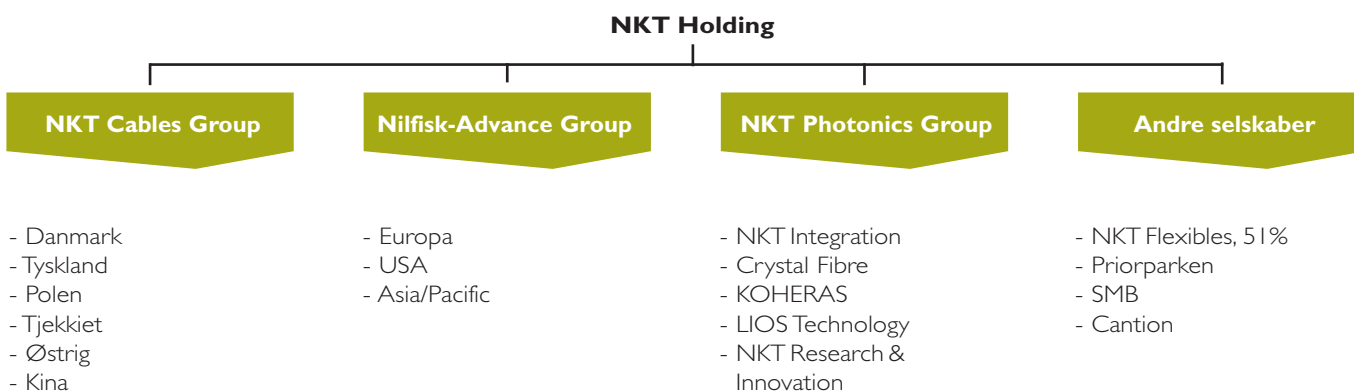 NKT Holding
NKT Cables Group
Nilfisk-Advance Group
NKT Photonics Group
Andre selskaber
- Danmark
- Tyskland
- Polen
- Tjekkiet
- Østrig
- Kina
- Europa
- USA
- Asia/Pacific
- NKT Integration
- Crystal Fibre
- KOHERAS
- LIOS Technology
- NKT Research &
Innovation
- NKT Flexibles, 51%
- Priorparken
- SMB
- Cantion